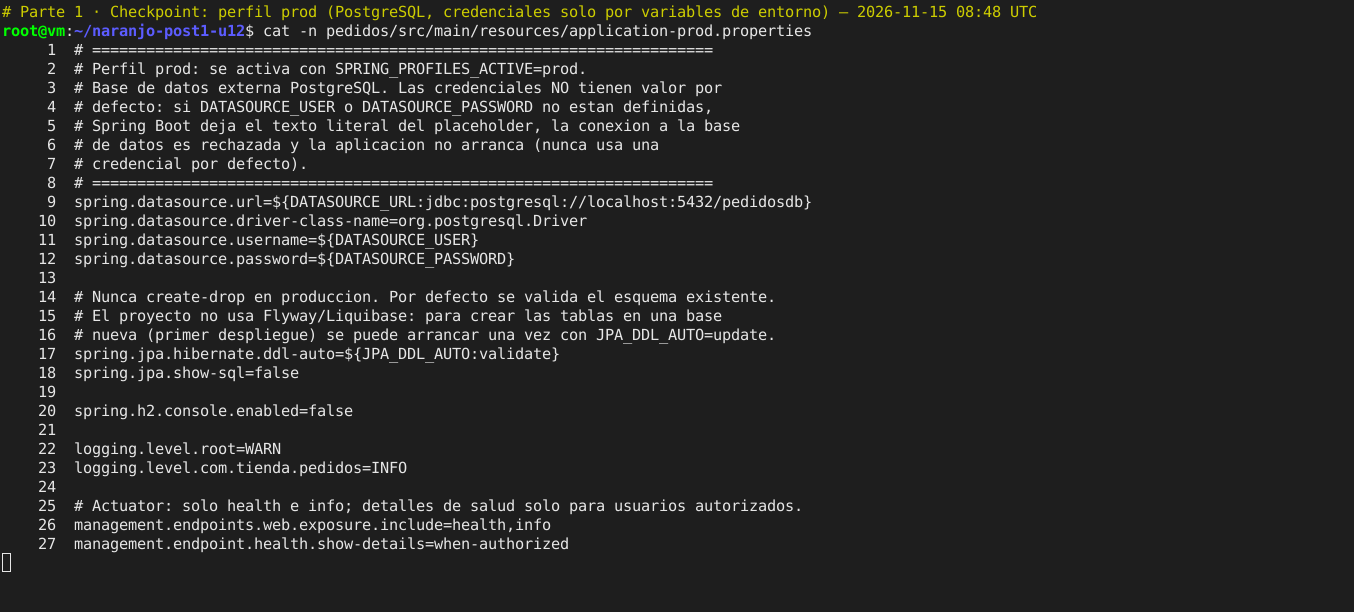 # Parte 1 · Checkpoint: perfil prod (PostgreSQL, credenciales solo por variables de entorno) — 2026-11-15 08:48 UTC
root@vm:~/naranjo-post1-u12$ cat -n pedidos/src/main/resources/application-prod.properties
1 # =====================================================================
2 # Perfil prod: se activa con SPRING_PROFILES_ACTIVE=prod.
3 # Base de datos externa PostgreSQL. Las credenciales NO tienen valor por
4 # defecto: si DATASOURCE_USER o DATASOURCE_PASSWORD no estan definidas,
5 # Spring Boot deja el texto literal del placeholder, la conexion a la base
6 # de datos es rechazada y la aplicacion no arranca (nunca usa una
7 # credencial por defecto).
8 # =====================================================================
9 spring.datasource.url=${DATASOURCE_URL:jdbc:postgresql://localhost:5432/pedidosdb}
10 spring.datasource.driver-class-name=org.postgresql.Driver
11 spring.datasource.username=${DATASOURCE_USER}
12 spring.datasource.password=${DATASOURCE_PASSWORD}
13
14 # Nunca create-drop en produccion. Por defecto se valida el esquema existente.
15 # El proyecto no usa Flyway/Liquibase: para crear las tablas en una base
16 # nueva (primer despliegue) se puede arrancar una vez con JPA_DDL_AUTO=update.
17 spring.jpa.hibernate.ddl-auto=${JPA_DDL_AUTO:validate}
18 spring.jpa.show-sql=false
19
20 spring.h2.console.enabled=false
21
22 logging.level.root=WARN
23 logging.level.com.tienda.pedidos=INFO
24
25 # Actuator: solo health e info; detalles de salud solo para usuarios autorizados.
26 management.endpoints.web.exposure.include=health,info
27 management.endpoint.health.show-details=when-authorized